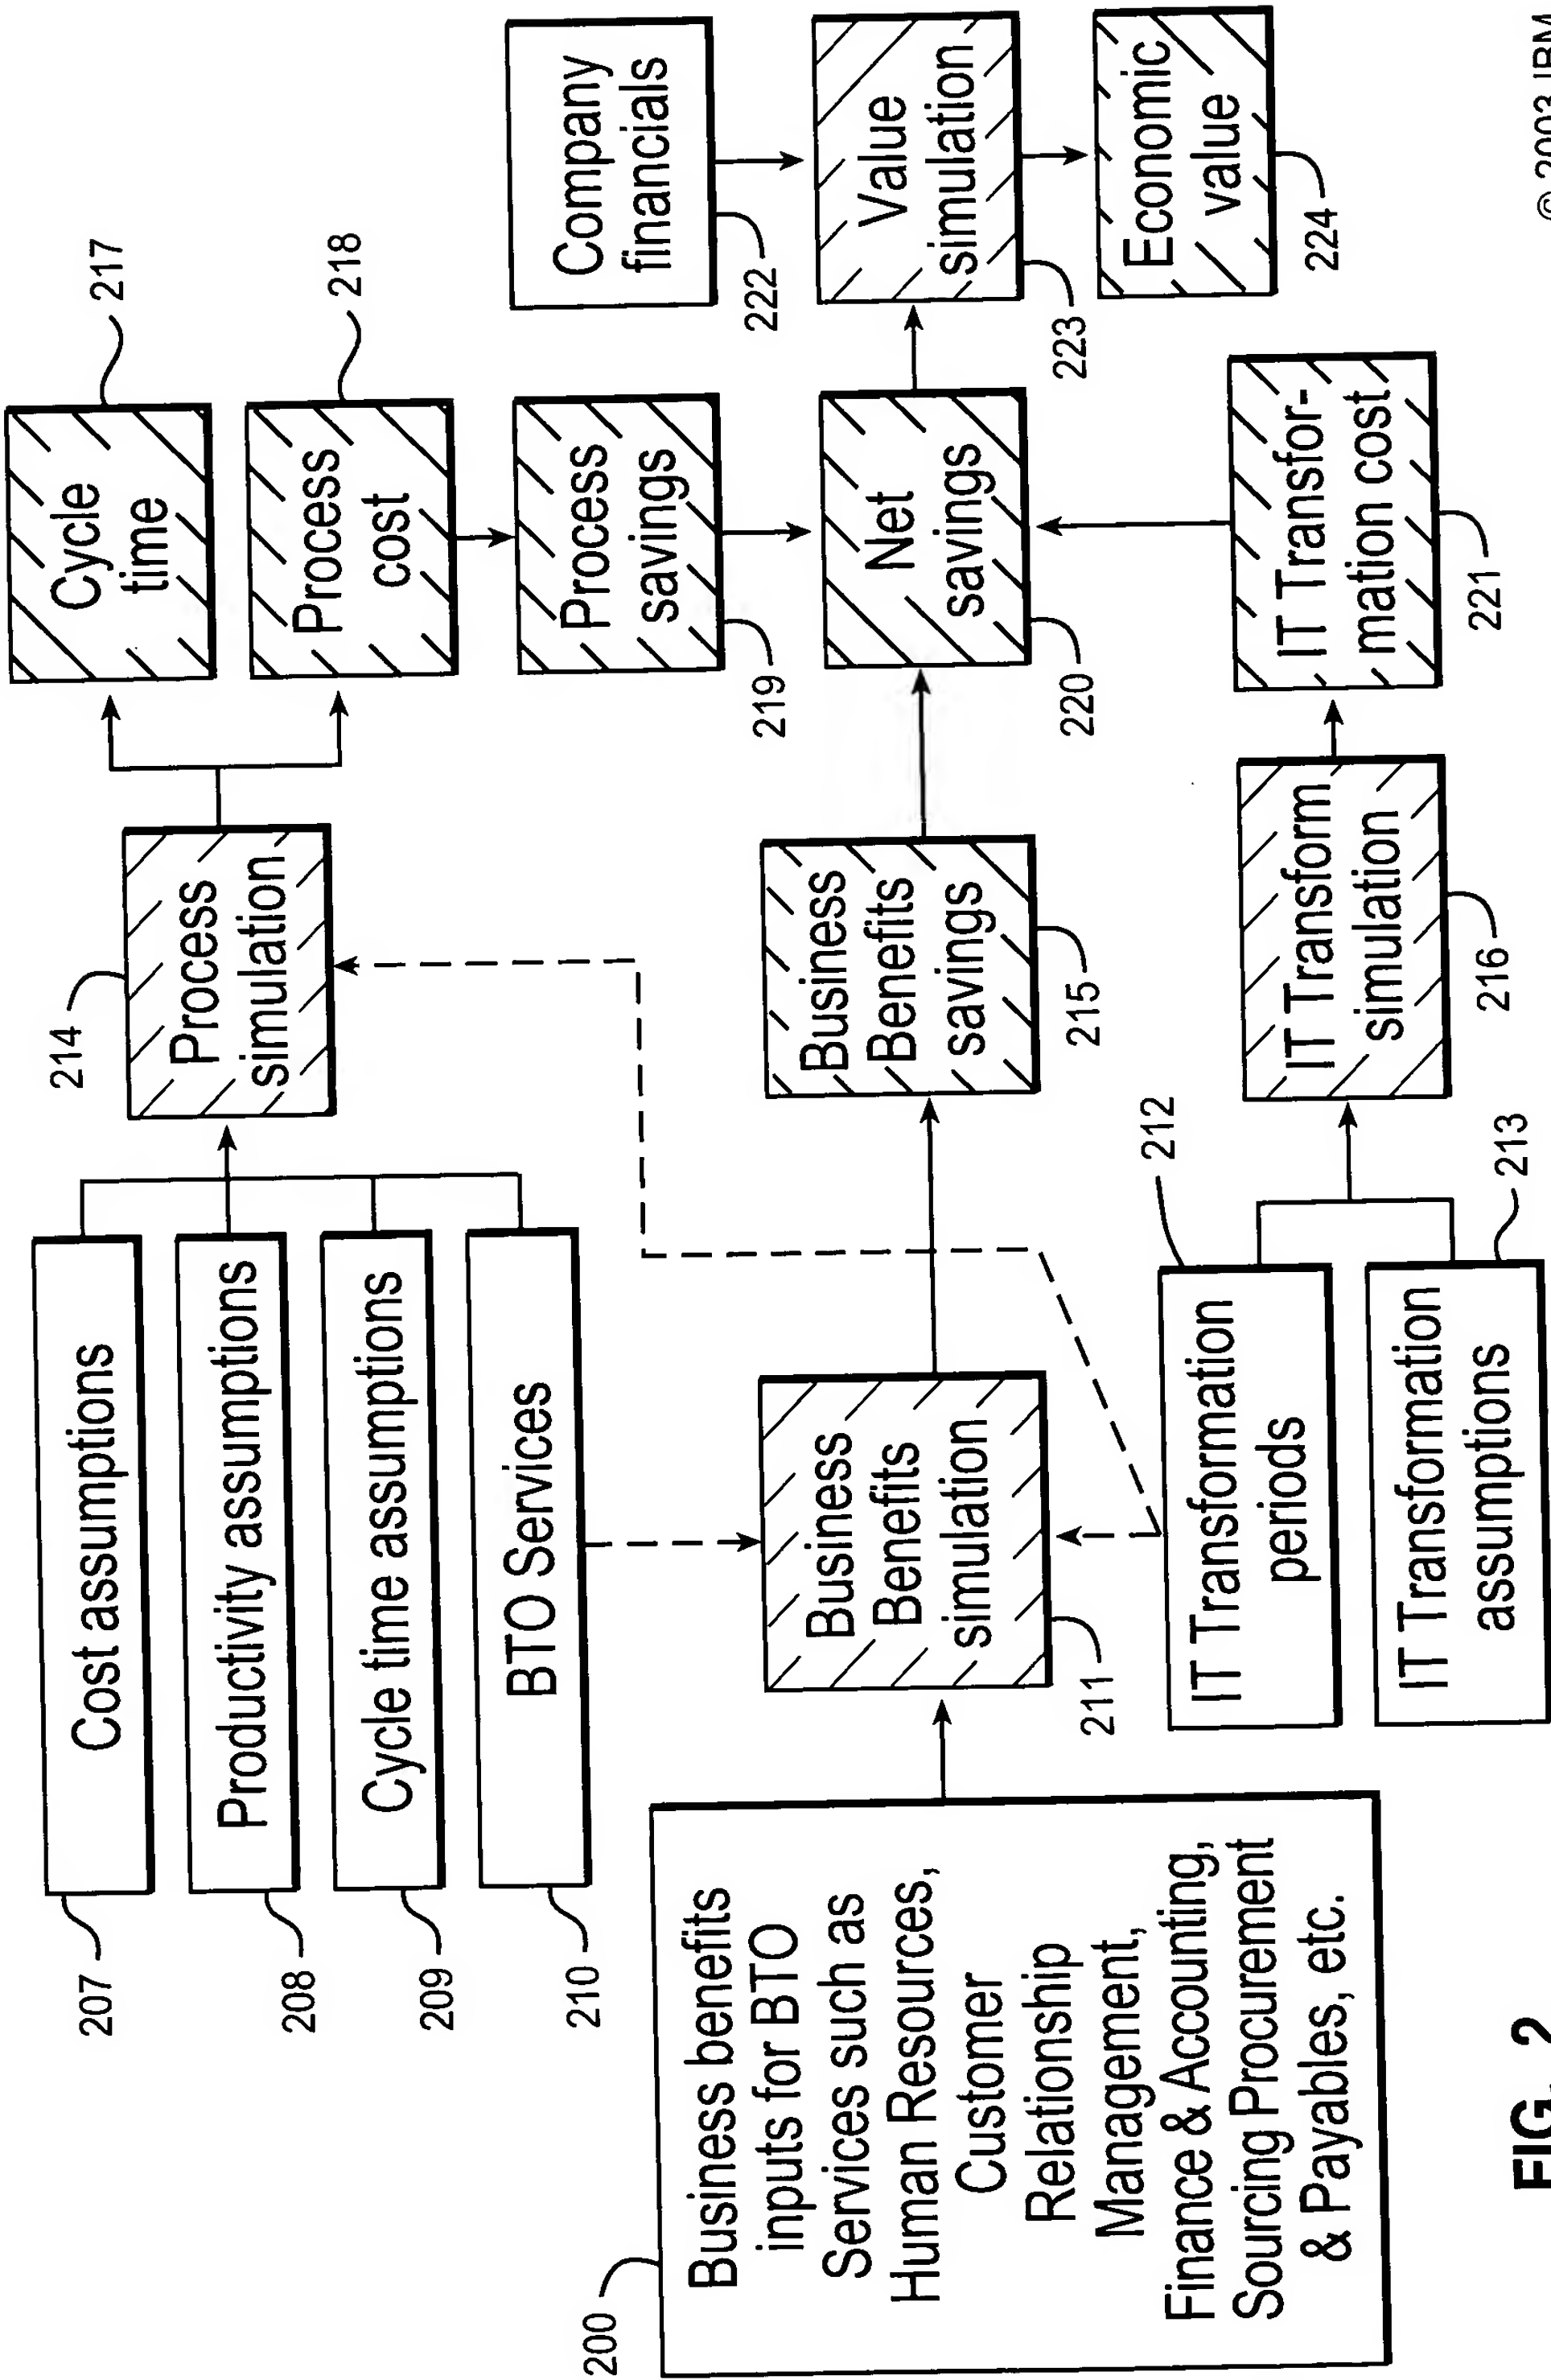 207
Cost assumptions
208
Productivity assumptions
209
Cycle time assumptions
210
BTO Services
214
Process
simulation
Cycle
time
217
Process
cost
218
Process
savings
219
Company
financials
222
200
Business benefits
inputs for BTO
Services such as
Human Resources,
Customer
Relationship
Management,
Finance & Accounting,
Sourcing Procurement
& Payables, etc.
Business
Benefits
simulation
211
Business
Benefits
savings
215
Net
savings
220
Value
simulation
223
Economic
value
224
212
IT Transformation
periods
IT Transformation
assumptions
213
IT Transform
simulation
216
IT Transfor-
mation cost
221
FIG. 2
© 2003 IBM